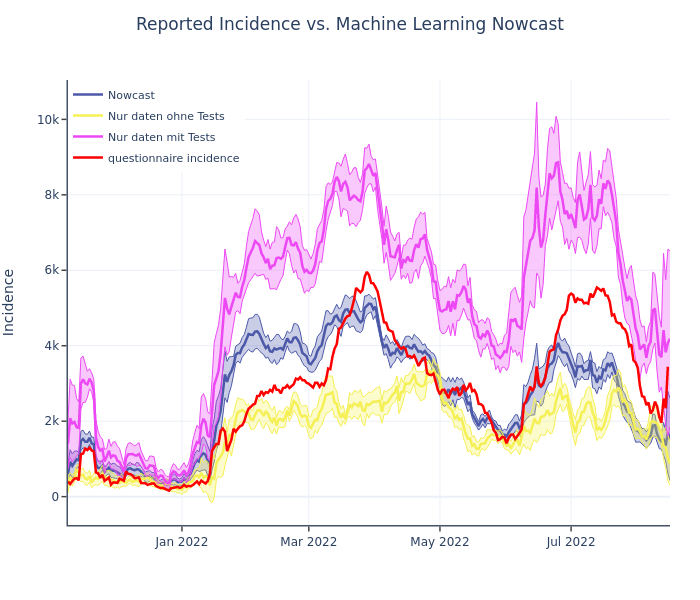 Reported Incidence vs. Machine Learning Nowcast
Nowcast
Nur daten ohne Tests
Nur daten mit Tests
questionnaire incidence
Incidence
10k
8k
6k
4k
2k
0
Jan 2022
Mar 2022
May 2022
Jul 2022